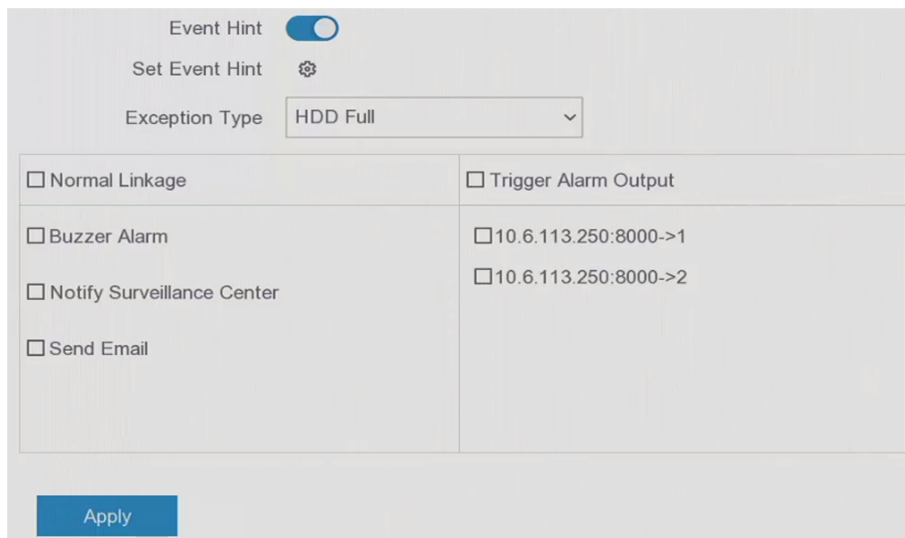 Event Hint
Set Event Hint
Exception Type HDD Full
Normal Linkage Trigger Alarm Output
Buzzer Alarm 10.6.113.250:8000->1
10.6.113.250:8000->2
Notify Surveillance Center
Send Email
Apply